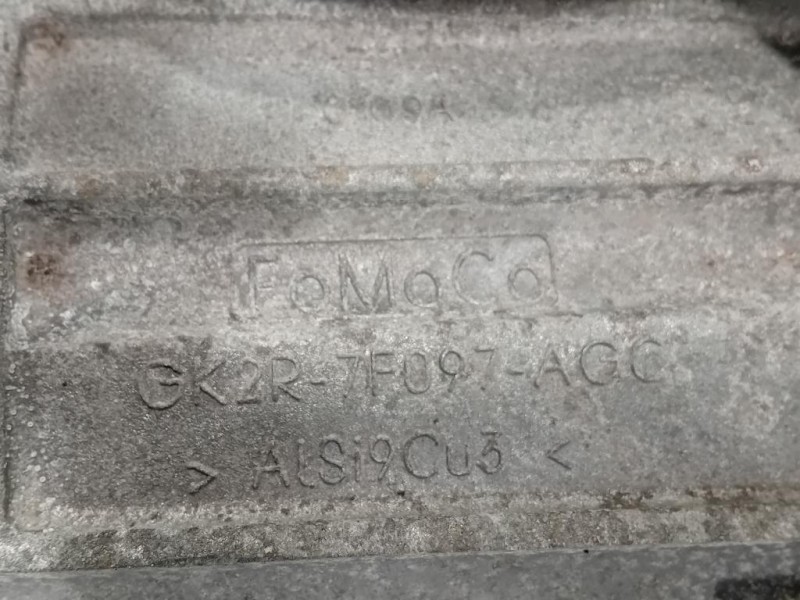 FoMoCo
GK2R-7F097-AGC
> AlSi9Cu3 <